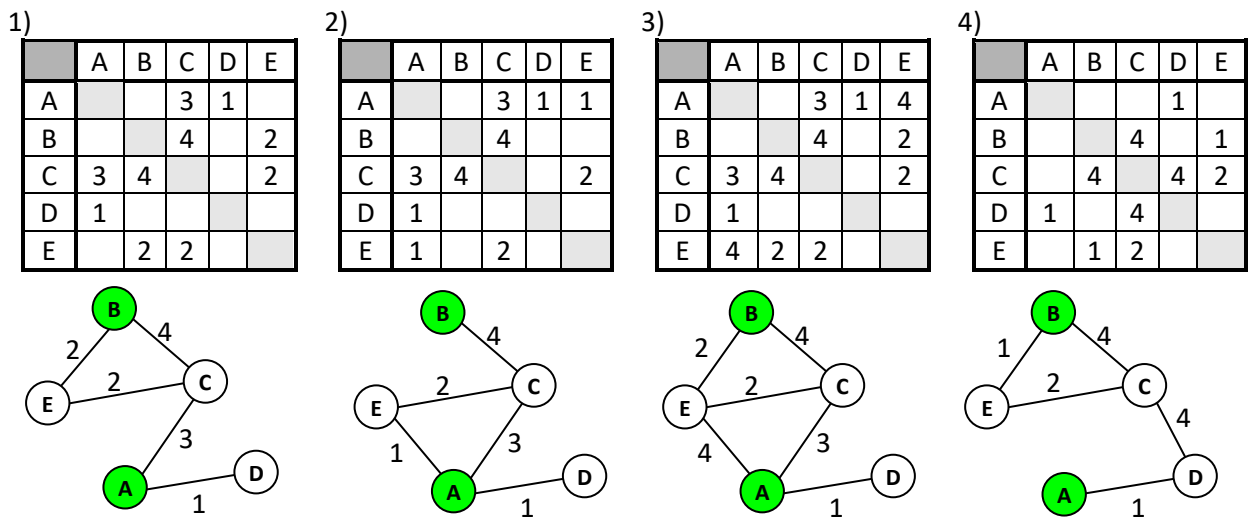 1) 2) 3) 4)
A B C D E A B C D E A B C D E A B C D E
A 3 1 A 3 1 1 A 3 1 4 A 1
B 4 2 B 4 B 4 2 B 4 1
C 3 4 2 C 3 4 2 C 3 4 2 C 4 4 2
D 1 D 1 D 1 D 1 4
E 2 2 E 1 2 E 4 2 2 E 1 2
B B B B
2 4 4 2 4 1 4
E 2 C E 2 C E 2 C E 2 C
3 1 3 4 3 4
A D A D A D A D
1 1 1 1